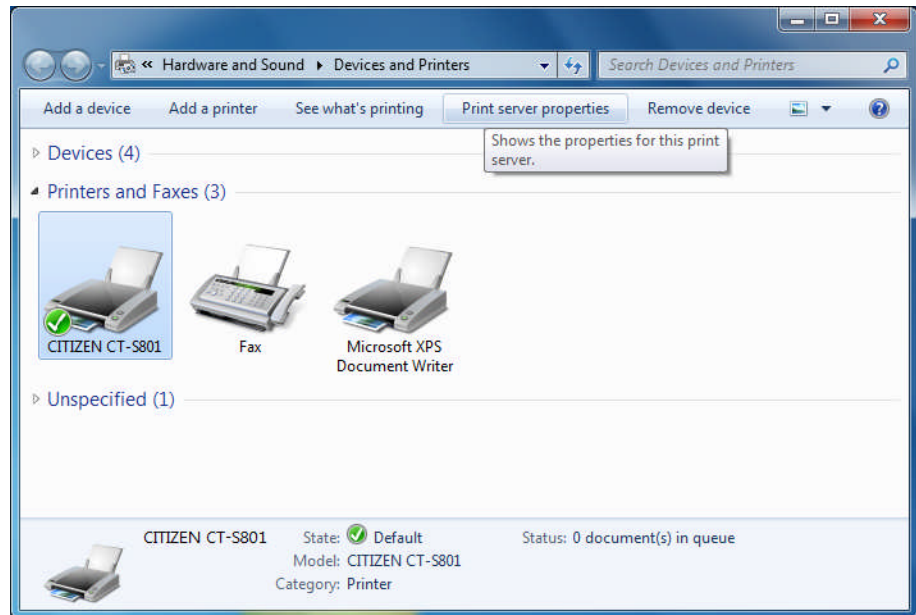 « Hardware and Sound ▸ Devices and Printers
Search Devices and Printers
Add a device Add a printer See what's printing Print server properties Remove device
Shows the properties for this print
server.
Devices (4)
Printers and Faxes (3)
CITIZEN CT-S801
Fax
Microsoft XPS
Document Writer
Unspecified (1)
CITIZEN CT-S801 State: Default Status: 0 document(s) in queue
Model: CITIZEN CT-S801
Category: Printer